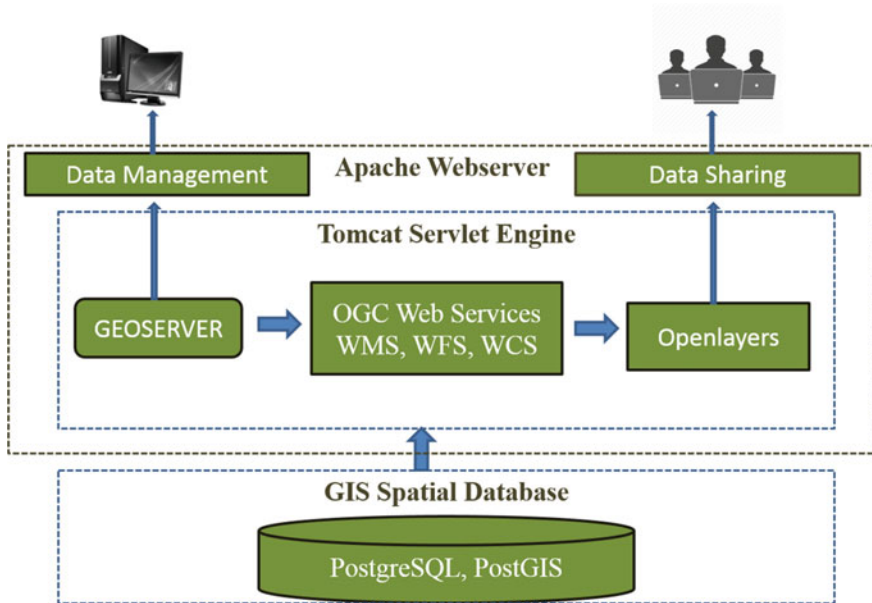 Data Management
Apache Webserver
Data Sharing
Tomcat Servlet Engine
GEOSERVER
OGC Web Services
WMS, WFS, WCS
Openlayers
GIS Spatial Database
PostgreSQL, PostGIS